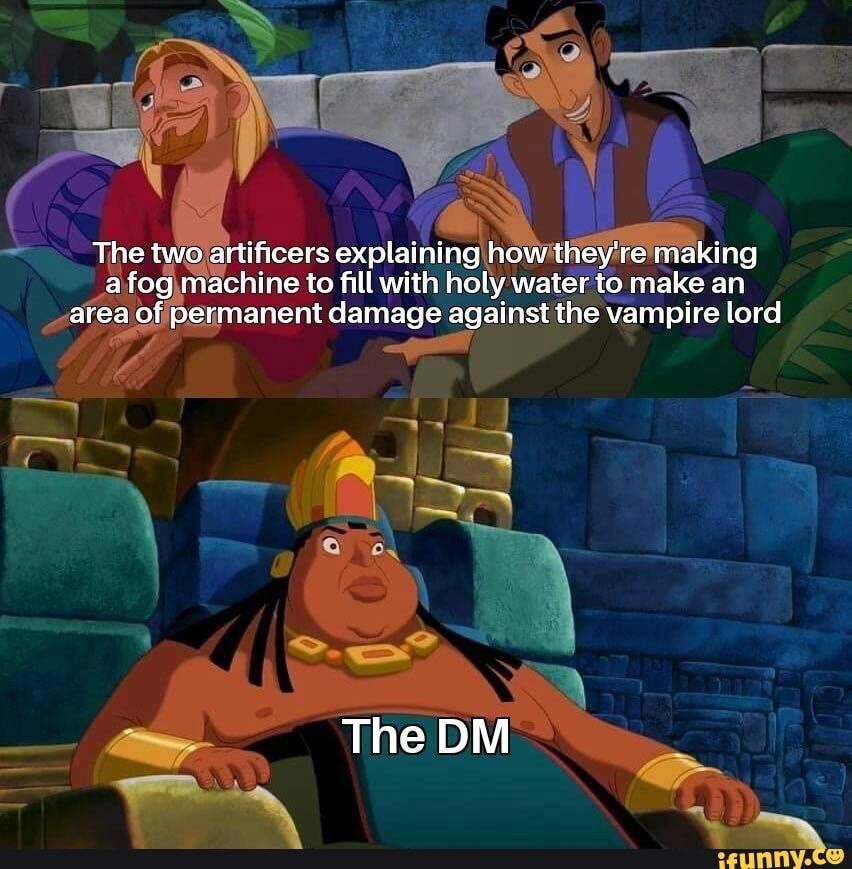 The two artificers explaining how they're making
a fog machine to fill with holy water to make an
area of permanent damage against the vampire lord
The DM
ifunny.co